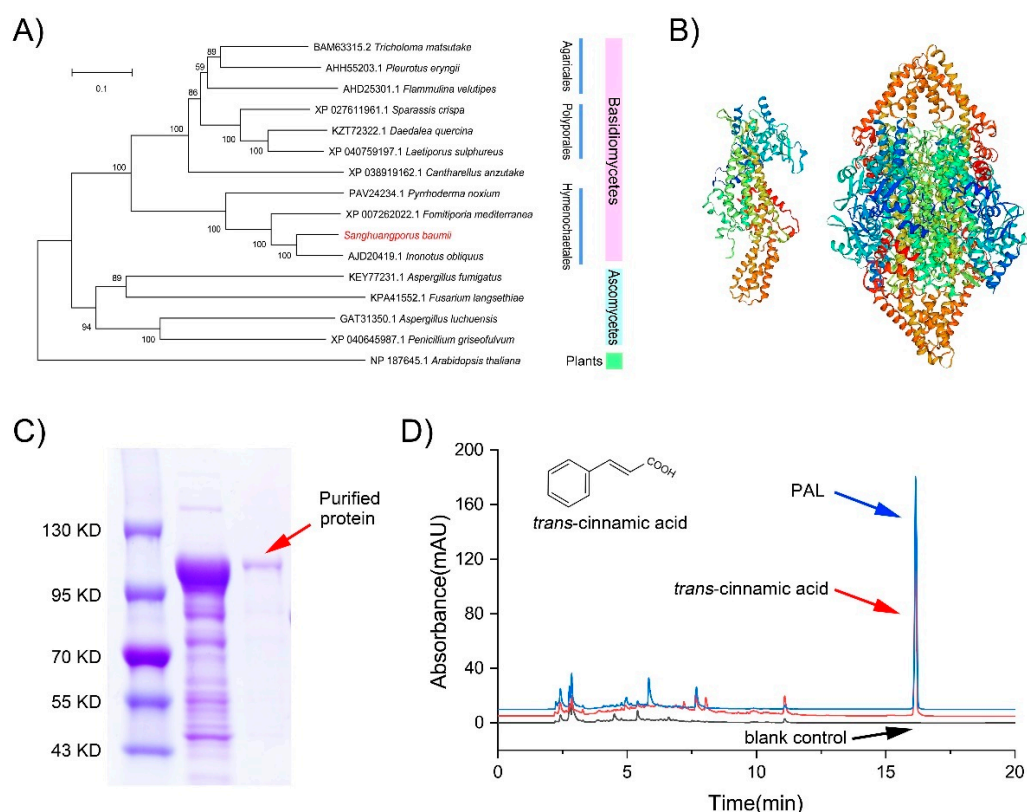 A)
0.1
89
59
86
100
100
100
100
100
100
100
89
94
100
BAM63315.2 Tricholoma matsutake
AHH55203.1 Pleurotus eryngii
AHD25301.1 Flammulina velutipes
XP 027611961.1 Sparassis crispa
KZT72322.1 Daedalea quercina
XP 040759197.1 Laetiporus sulphureus
XP 038919162.1 Cantharellus anzutake
PAV24234.1 Pyrrhoderma noxium
XP 007262022.1 Fomitiporia mediterranea
Sanghuangporus baumii
AJD20419.1 Inonotus obliquus
KEY77231.1 Aspergillus fumigatus
KPA41552.1 Fusarium langsethiae
GAT31350.1 Aspergillus luchuensis
XP 040645987.1 Penicillium griseofulvum
NP 187645.1 Arabidopsis thaliana
Agaricales
Polyporales
Hymenochaetales
Basidiomycetes
Ascomycetes
Plants
B)
C)
130 KD
95 KD
70 KD
55 KD
43 KD
Purified
protein
D)
Absorbance(mAU)
200
160
120
80
40
0
COOH
trans-cinnamic acid
PAL
trans-cinnamic acid
blank control
0
5
10
15
20
Time(min)